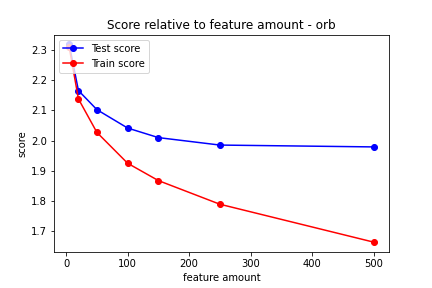 Score relative to feature amount - orb
Test score
Train score
2.3
2.2
2.1
2.0
1.9
1.8
1.7
score
0
100
200
300
400
500
feature amount